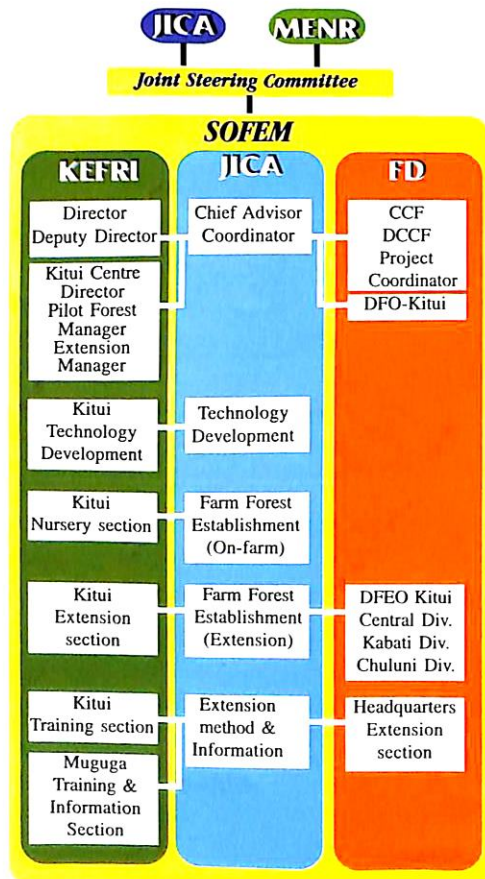 JICA
MENR
Joint Steering Committee
SOFEM
KEFRI
Director
Deputy Director
Kitui Centre
Director
Pilot Forest
Manager
Extension
Manager
Kitui
Technology
Development
Kitui
Nursery section
Kitui
Extension
section
Kitui
Training section
Muguga
Training &
Information
Section
JICA
Chief Advisor
Coordinator
Technology
Development
Farm Forest
Establishment
(On-farm)
Farm Forest
Establishment
(Extension)
Extension
method &
Information
FD
CCF
DCCF
Project
Coordinator
DFO-Kitui
DFEO Kitui
Central Div.
Kabati Div.
Chuluni Div.
Headquarters
Extension
section